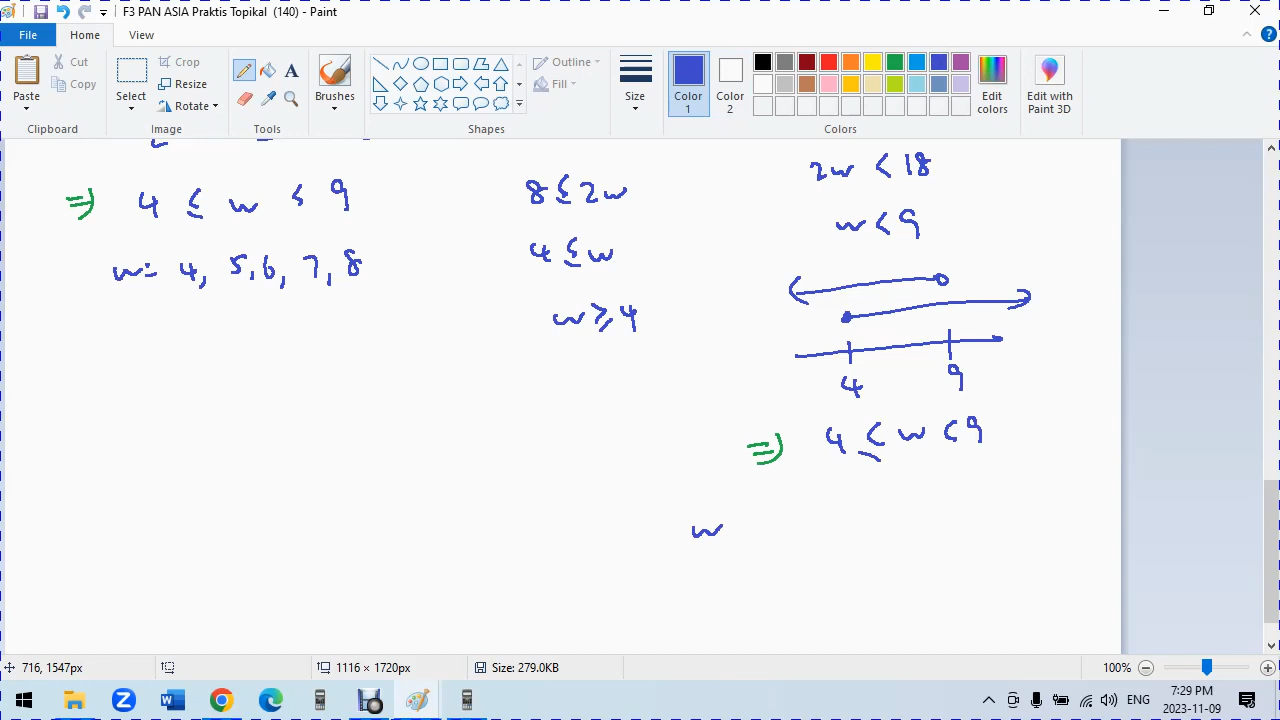 F3 PAN ASIA Praktis Topikal (140) - Paint
File Home View
Paste Cut Copy Clipboard
Select Crop Resize Rotate Image
A Tools
Brushes
Outline Fill Shapes
Size
Color 1 Color 2 Colors
Edit colors
Edit with Paint 3D
⇒ 4 ≤ w < 9
w = 4, 5, 6, 7, 8
8 ≤ 2w
4 ≤ w
w ≥ 4
2w < 18
w < 9
4 9
⇒ 4 ≤ w < 9
w
716, 1547px 1116 × 1720px Size: 279.0KB 100%
ENG 7:29 PM 2023-11-09